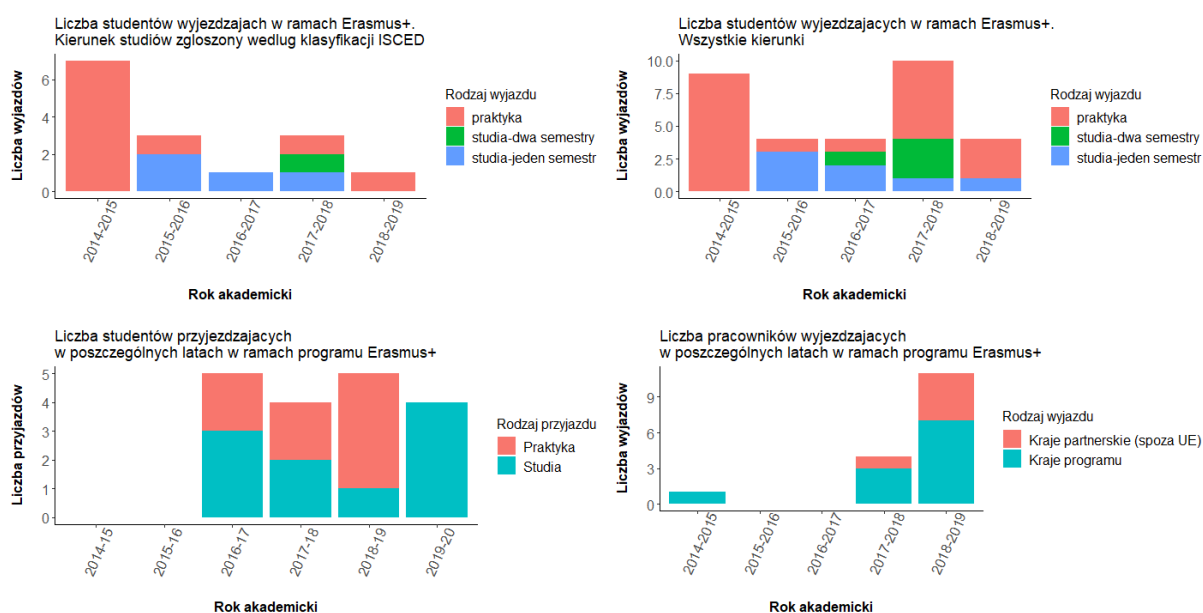 Liczba studentów wyjezdzajach w ramach Erasmus+.
Kierunek studiów zgloszony wedlug klasyfikacji ISCED
Liczba wyjazdów
6
4
2
0
2014-2015
2015-2016
2016-2017
2017-2018
2018-2019
Rok akademicki
Rodzaj wyjazdu
praktyka
studia-dwa semestry
studia-jeden semestr
Liczba studentów wyjezdzajacych w ramach Erasmus+.
Wszystkie kierunki
Liczba wyjazdów
10.0
7.5
5.0
2.5
0.0
2014-2015
2015-2016
2016-2017
2017-2018
2018-2019
Rok akademicki
Rodzaj wyjazdu
praktyka
studia-dwa semestry
studia-jeden semestr
Liczba studentów przyjezdzajacych
w poszczególnych latach w ramach programu Erasmus+
Liczba przyjazdów
5
4
3
2
1
0
2014-15
2015-16
2016-17
2017-18
2018-19
2019-20
Rok akademicki
Rodzaj przyjazdu
Praktyka
Studia
Liczba pracowników wyjezdzajacych
w poszczególnych latach w ramach programu Erasmus+
Liczba wyjazdów
9
6
3
0
2014-2015
2015-2016
2016-2017
2017-2018
2018-2019
Rok akademicki
Rodzaj wyjazdu
Kraje partnerskie (spoza UE)
Kraje programu